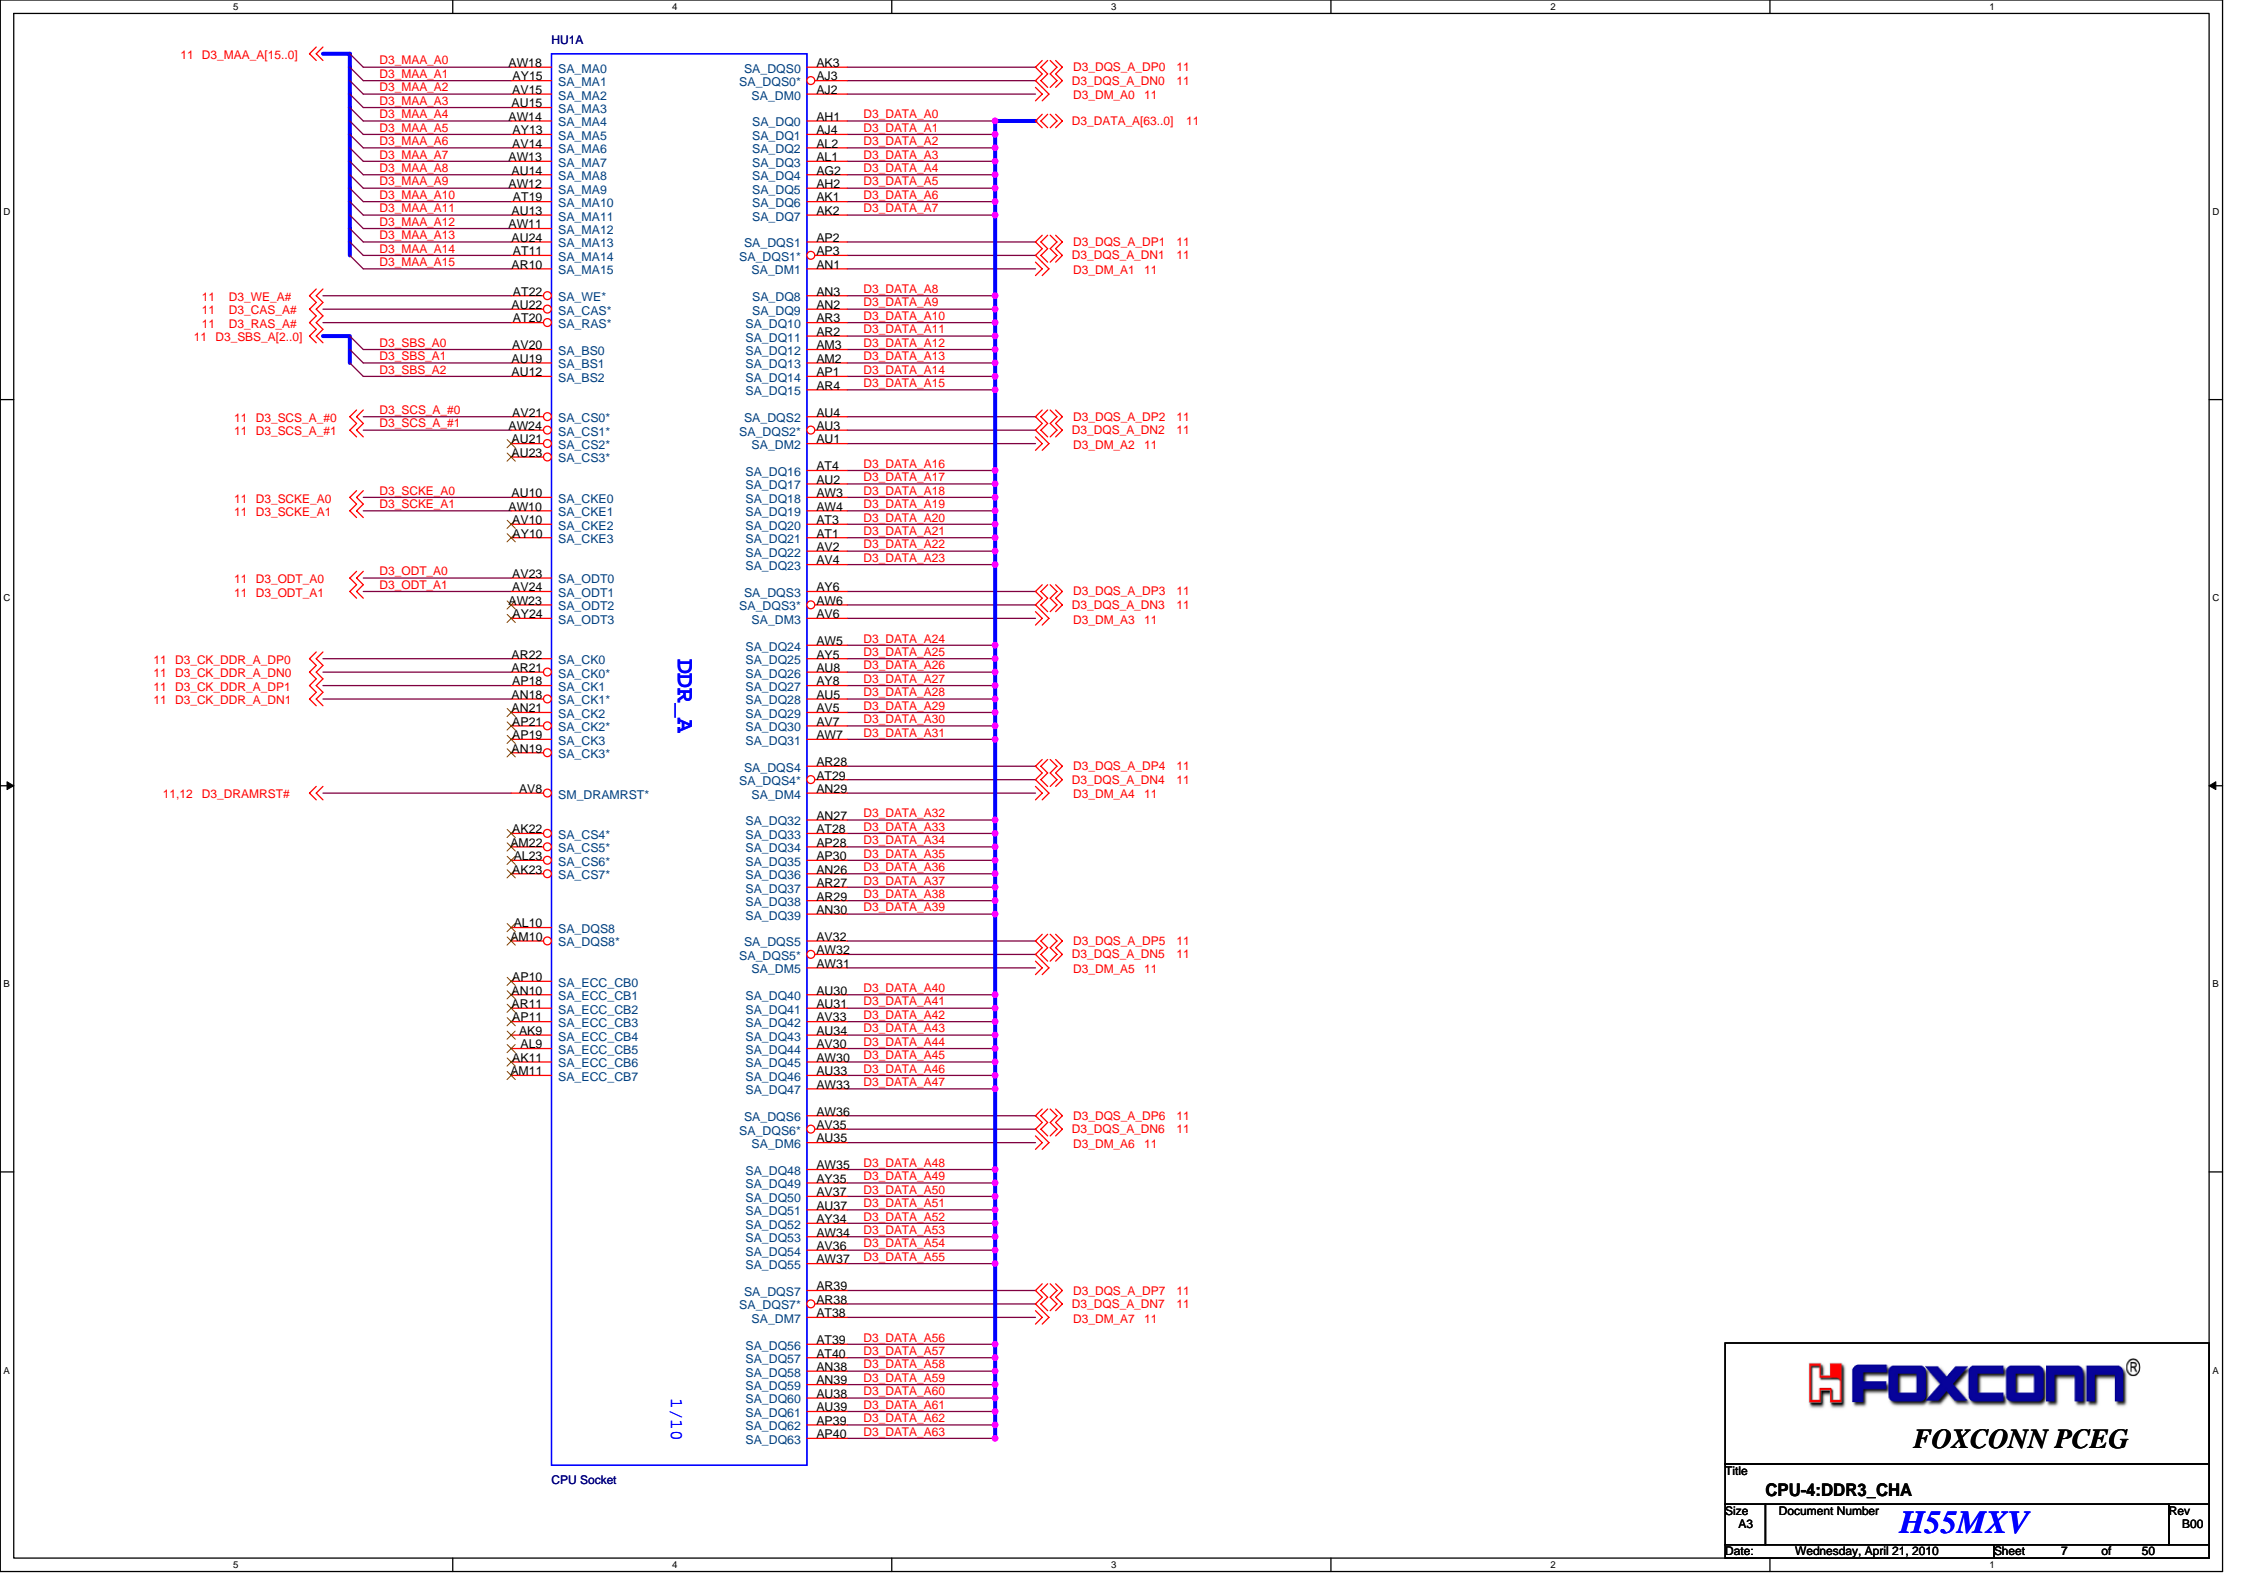 5 4 3 2 1
HU1A
11 D3_MAA_A[15..0]
D3_MAA_A0 AW18 SA_MA0
D3_MAA_A1 AY15 SA_MA1
D3_MAA_A2 AV15 SA_MA2
D3_MAA_A3 AU15 SA_MA3
D3_MAA_A4 AW14 SA_MA4
D3_MAA_A5 AY13 SA_MA5
D3_MAA_A6 AV14 SA_MA6
D3_MAA_A7 AW13 SA_MA7
D3_MAA_A8 AU14 SA_MA8
D3_MAA_A9 AW12 SA_MA9
D3_MAA_A10 AT19 SA_MA10
D3_MAA_A11 AU13 SA_MA11
D3_MAA_A12 AW11 SA_MA12
D3_MAA_A13 AU24 SA_MA13
D3_MAA_A14 AT11 SA_MA14
D3_MAA_A15 AR10 SA_MA15
11 D3_WE_A# AT22 SA_WE*
11 D3_CAS_A# AU22 SA_CAS*
11 D3_RAS_A# AT20 SA_RAS*
11 D3_SBS_A[2..0]
D3_SBS_A0 AV20 SA_BS0
D3_SBS_A1 AU19 SA_BS1
D3_SBS_A2 AU12 SA_BS2
11 D3_SCS_A_#0 D3_SCS_A_#0 AV21 SA_CS0*
11 D3_SCS_A_#1 D3_SCS_A_#1 AW24 SA_CS1*
AU21 SA_CS2*
AU23 SA_CS3*
11 D3_SCKE_A0 D3_SCKE_A0 AU10 SA_CKE0
11 D3_SCKE_A1 D3_SCKE_A1 AW10 SA_CKE1
AV10 SA_CKE2
AY10 SA_CKE3
11 D3_ODT_A0 D3_ODT_A0 AV23 SA_ODT0
11 D3_ODT_A1 D3_ODT_A1 AV24 SA_ODT1
AW23 SA_ODT2
AY24 SA_ODT3
11 D3_CK_DDR_A_DP0 AR22 SA_CK0
11 D3_CK_DDR_A_DN0 AR21 SA_CK0*
11 D3_CK_DDR_A_DP1 AP18 SA_CK1
11 D3_CK_DDR_A_DN1 AN18 SA_CK1*
AN21 SA_CK2
AP21 SA_CK2*
AP19 SA_CK3
AN19 SA_CK3*
11,12 D3_DRAMRST# AV8 SM_DRAMRST*
AK22 SA_CS4*
AM22 SA_CS5*
AL23 SA_CS6*
AK23 SA_CS7*
AL10 SA_DQS8
AM10 SA_DQS8*
AP10 SA_ECC_CB0
AN10 SA_ECC_CB1
AR11 SA_ECC_CB2
AP11 SA_ECC_CB3
AK9 SA_ECC_CB4
AL9 SA_ECC_CB5
AK11 SA_ECC_CB6
AM11 SA_ECC_CB7
DDR_A
1/10
SA_DQS0 AK3 D3_DQS_A_DP0 11
SA_DQS0* AJ3 D3_DQS_A_DN0 11
SA_DM0 AJ2 D3_DM_A0 11
SA_DQ0 AH1 D3_DATA_A0 D3_DATA_A[63..0] 11
SA_DQ1 AJ4 D3_DATA_A1
SA_DQ2 AL2 D3_DATA_A2
SA_DQ3 AL1 D3_DATA_A3
SA_DQ4 AG2 D3_DATA_A4
SA_DQ5 AH2 D3_DATA_A5
SA_DQ6 AK1 D3_DATA_A6
SA_DQ7 AK2 D3_DATA_A7
SA_DQS1 AP2 D3_DQS_A_DP1 11
SA_DQS1* AP3 D3_DQS_A_DN1 11
SA_DM1 AN1 D3_DM_A1 11
SA_DQ8 AN3 D3_DATA_A8
SA_DQ9 AN2 D3_DATA_A9
SA_DQ10 AR3 D3_DATA_A10
SA_DQ11 AR2 D3_DATA_A11
SA_DQ12 AM3 D3_DATA_A12
SA_DQ13 AM2 D3_DATA_A13
SA_DQ14 AP1 D3_DATA_A14
SA_DQ15 AR4 D3_DATA_A15
SA_DQS2 AU4 D3_DQS_A_DP2 11
SA_DQS2* AU3 D3_DQS_A_DN2 11
SA_DM2 AU1 D3_DM_A2 11
SA_DQ16 AT4 D3_DATA_A16
SA_DQ17 AU2 D3_DATA_A17
SA_DQ18 AW3 D3_DATA_A18
SA_DQ19 AW4 D3_DATA_A19
SA_DQ20 AT3 D3_DATA_A20
SA_DQ21 AT1 D3_DATA_A21
SA_DQ22 AV2 D3_DATA_A22
SA_DQ23 AV4 D3_DATA_A23
SA_DQS3 AY6 D3_DQS_A_DP3 11
SA_DQS3* AW6 D3_DQS_A_DN3 11
SA_DM3 AV6 D3_DM_A3 11
SA_DQ24 AW5 D3_DATA_A24
SA_DQ25 AY5 D3_DATA_A25
SA_DQ26 AU8 D3_DATA_A26
SA_DQ27 AY8 D3_DATA_A27
SA_DQ28 AU5 D3_DATA_A28
SA_DQ29 AV5 D3_DATA_A29
SA_DQ30 AV7 D3_DATA_A30
SA_DQ31 AW7 D3_DATA_A31
SA_DQS4 AR28 D3_DQS_A_DP4 11
SA_DQS4* AT29 D3_DQS_A_DN4 11
SA_DM4 AN29 D3_DM_A4 11
SA_DQ32 AN27 D3_DATA_A32
SA_DQ33 AT28 D3_DATA_A33
SA_DQ34 AP28 D3_DATA_A34
SA_DQ35 AP30 D3_DATA_A35
SA_DQ36 AN26 D3_DATA_A36
SA_DQ37 AR27 D3_DATA_A37
SA_DQ38 AR29 D3_DATA_A38
SA_DQ39 AN30 D3_DATA_A39
SA_DQS5 AV32 D3_DQS_A_DP5 11
SA_DQS5* AW32 D3_DQS_A_DN5 11
SA_DM5 AW31 D3_DM_A5 11
SA_DQ40 AU30 D3_DATA_A40
SA_DQ41 AU31 D3_DATA_A41
SA_DQ42 AV33 D3_DATA_A42
SA_DQ43 AU34 D3_DATA_A43
SA_DQ44 AV30 D3_DATA_A44
SA_DQ45 AW30 D3_DATA_A45
SA_DQ46 AU33 D3_DATA_A46
SA_DQ47 AW33 D3_DATA_A47
SA_DQS6 AW36 D3_DQS_A_DP6 11
SA_DQS6* AV35 D3_DQS_A_DN6 11
SA_DM6 AU35 D3_DM_A6 11
SA_DQ48 AW35 D3_DATA_A48
SA_DQ49 AY35 D3_DATA_A49
SA_DQ50 AV37 D3_DATA_A50
SA_DQ51 AU37 D3_DATA_A51
SA_DQ52 AY34 D3_DATA_A52
SA_DQ53 AW34 D3_DATA_A53
SA_DQ54 AV36 D3_DATA_A54
SA_DQ55 AW37 D3_DATA_A55
SA_DQS7 AR39 D3_DQS_A_DP7 11
SA_DQS7* AR38 D3_DQS_A_DN7 11
SA_DM7 AT38 D3_DM_A7 11
SA_DQ56 AT39 D3_DATA_A56
SA_DQ57 AT40 D3_DATA_A57
SA_DQ58 AN38 D3_DATA_A58
SA_DQ59 AN39 D3_DATA_A59
SA_DQ60 AU38 D3_DATA_A60
SA_DQ61 AU39 D3_DATA_A61
SA_DQ62 AP39 D3_DATA_A62
SA_DQ63 AP40 D3_DATA_A63
CPU Socket
D D
C C
B B
A A
FOXCONN®
FOXCONN PCEG
Title
CPU-4:DDR3_CHA
Size Document Number Rev
A3 H55MXV B00
Date: Wednesday, April 21, 2010 Sheet 7 of 50
5 4 3 2 1